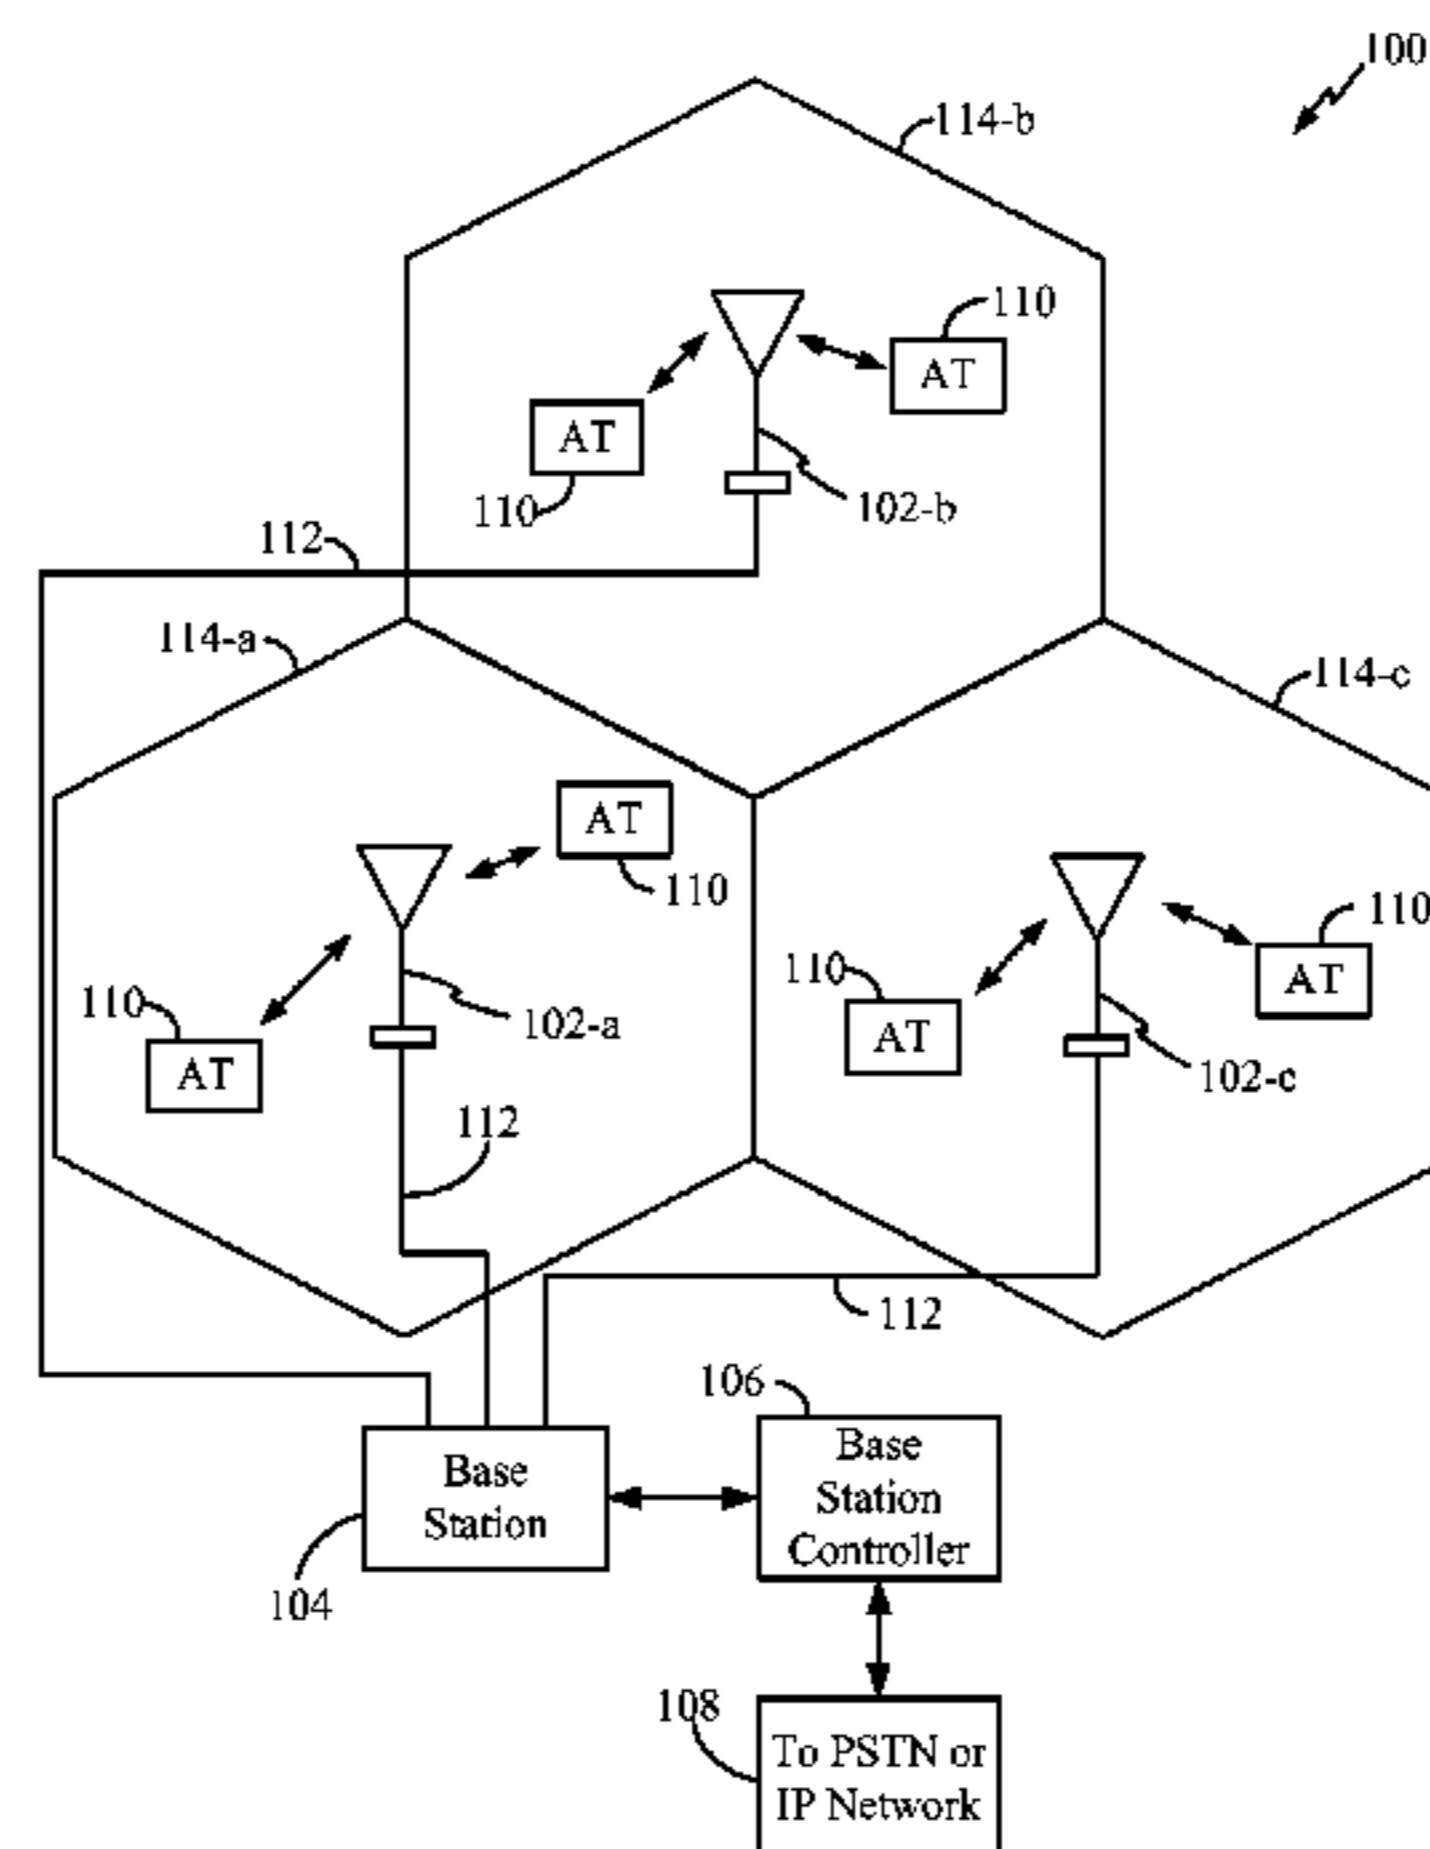 100
114-b
110
AT
AT
110
102-b
112
114-a
114-c
AT
110
110
AT
110
AT
110
AT
102-a
102-c
112
112
106
Base
Station
Controller
Base
Station
104
108
To PSTN or
IP Network